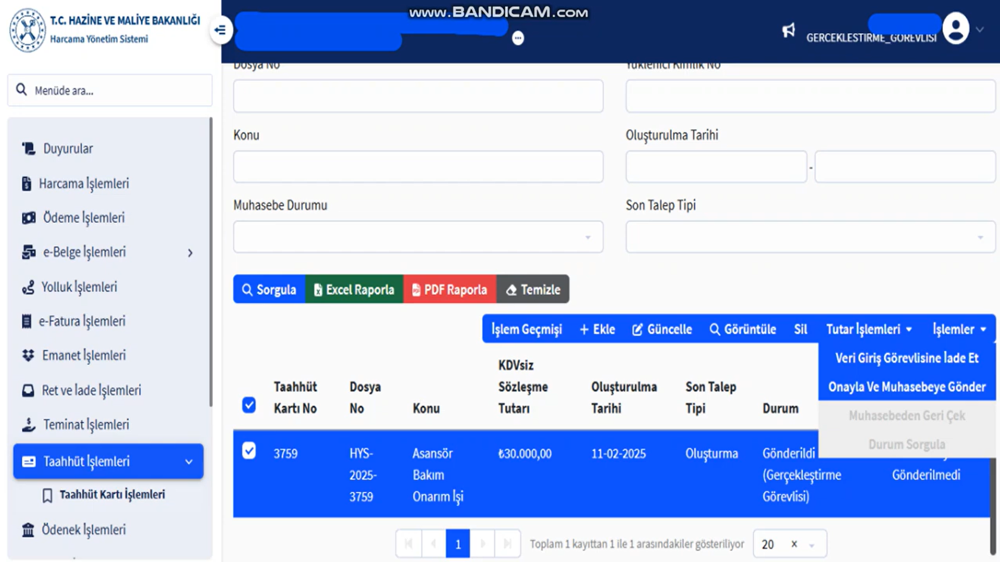 www.BANDICAM.com
T.C. HAZİNE VE MALİYE BAKANLIĞI
Harcama Yönetim Sistemi
GERCEKLESTIRME_GOREVLISI
Menüde ara...
Duyurular
Harcama İşlemleri
Ödeme İşlemleri
e-Belge İşlemleri
Yolluk İşlemleri
e-Fatura İşlemleri
Emanet İşlemleri
Ret ve İade İşlemleri
Teminat İşlemleri
Taahhüt İşlemleri
Taahhüt Kartı İşlemleri
Ödenek İşlemleri
Dosya No
Yüklenici Kimlik No
Konu
Oluşturulma Tarihi
-
Muhasebe Durumu
Son Talep Tipi
Sorgula Excel Raporla PDF Raporla Temizle
İşlem Geçmişi + Ekle Güncelle Görüntüle Sil Tutar İşlemleri İşlemler
Veri Giriş Görevlisine İade Et
Onayla Ve Muhasebeye Gönder
Muhasebeden Geri Çek
Durum Sorgula
KDVsiz
Taahhüt Dosya Sözleşme Oluşturulma Son Talep
Kartı No No Konu Tutarı Tarihi Tipi Durum
3759 HYS- Asansör ₺30.000,00 11-02-2025 Oluşturma Gönderildi
2025- Bakım (Gerçekleştirme Gönderilmedi
3759 Onarım İşi Görevlisi)
1 Toplam 1 kayıttan 1 ile 1 arasındakiler gösteriliyor 20 x